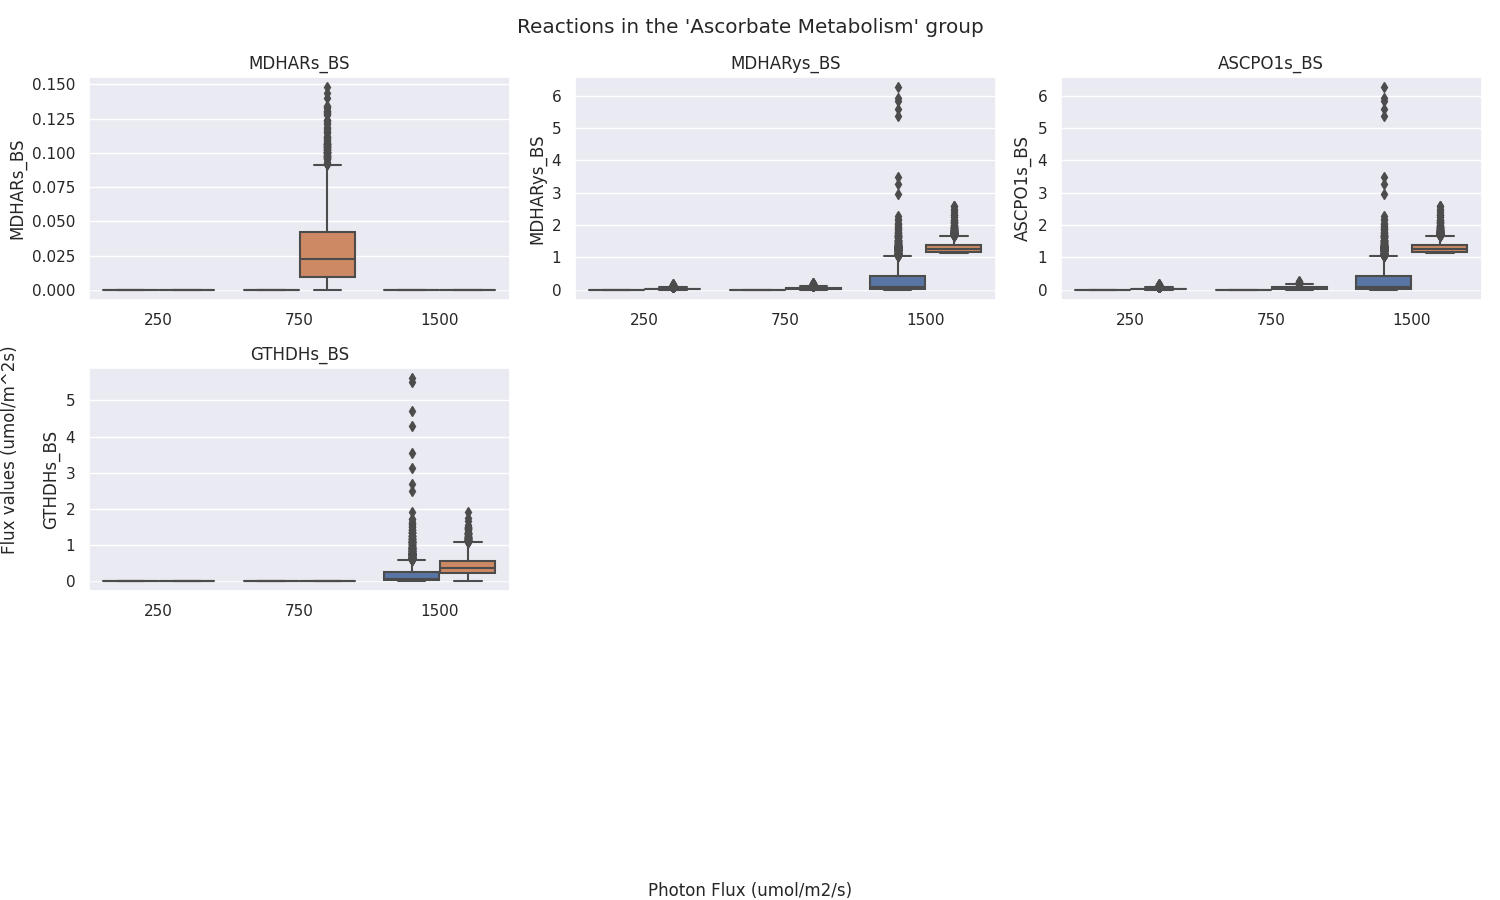 Reactions in the 'Ascorbate Metabolism' group
MDHARs_BS
MDHARs_BS
0.150
0.125
0.100
0.075
0.050
0.025
0.000
250 750 1500
MDHARys_BS
MDHARys_BS
6
5
4
3
2
1
0
250 750 1500
ASCPO1s_BS
ASCPO1s_BS
6
5
4
3
2
1
0
250 750 1500
GTHDHs_BS
Flux values (umol/m^2s)
GTHDHs_BS
5
4
3
2
1
0
250 750 1500
Photon Flux (umol/m2/s)